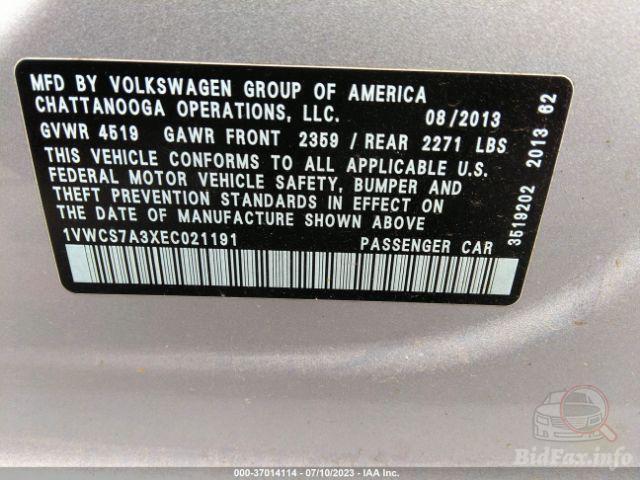 MFD BY VOLKSWAGEN GROUP OF AMERICA
CHATTANOOGA OPERATIONS, LLC. 08/2013
GVWR 4519 GAWR FRONT 2359 / REAR 2271 LBS
THIS VEHICLE CONFORMS TO ALL APPLICABLE U.S.
FEDERAL MOTOR VEHICLE SAFETY, BUMPER AND
THEFT PREVENTION STANDARDS IN EFFECT ON
THE DATE OF MANUFACTURE SHOWN ABOVE
1VWCS7A3XEC021191 PASSENGER CAR
3519202 2013 62
BidFax.info
000-37014114 - 07/10/2023 - IAA Inc.